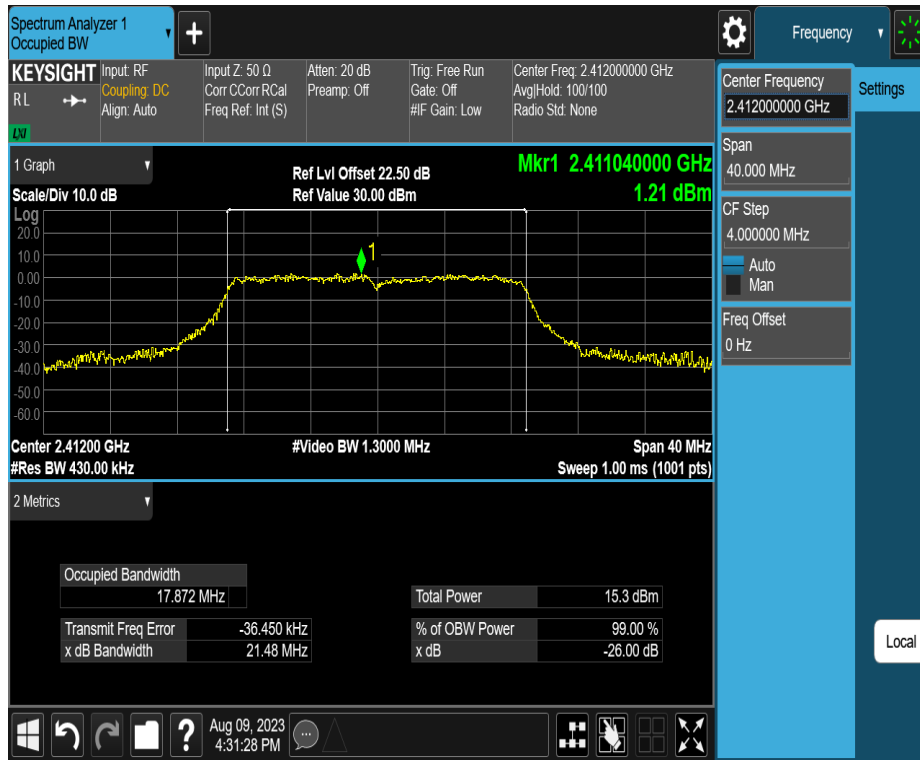 Spectrum Analyzer 1
Occupied BW
+
Frequency
KEYSIGHT
R L
LXI
Input: RF
Coupling: DC
Align: Auto
Input Z: 50 Ω
Corr CCorr RCal
Freq Ref: Int (S)
Atten: 20 dB
Preamp: Off
Trig: Free Run
Gate: Off
#IF Gain: Low
Center Freq: 2.412000000 GHz
Avg|Hold: 100/100
Radio Std: None
Center Frequency
2.412000000 GHz
Settings
Span
40.000 MHz
CF Step
4.000000 MHz
Auto
Man
Freq Offset
0 Hz
Local
1 Graph
Scale/Div 10.0 dB
Ref Lvl Offset 22.50 dB
Ref Value 30.00 dBm
Mkr1 2.411040000 GHz
1.21 dBm
Log
20.0
10.0
0.00
-10.0
-20.0
-30.0
-40.0
-50.0
-60.0
1
Center 2.41200 GHz
#Video BW 1.3000 MHz
Span 40 MHz
#Res BW 430.00 kHz
Sweep 1.00 ms (1001 pts)
2 Metrics
Occupied Bandwidth
17.872 MHz
Total Power 15.3 dBm
Transmit Freq Error -36.450 kHz
% of OBW Power 99.00 %
x dB Bandwidth 21.48 MHz
x dB -26.00 dB
?
Aug 09, 2023
4:31:28 PM